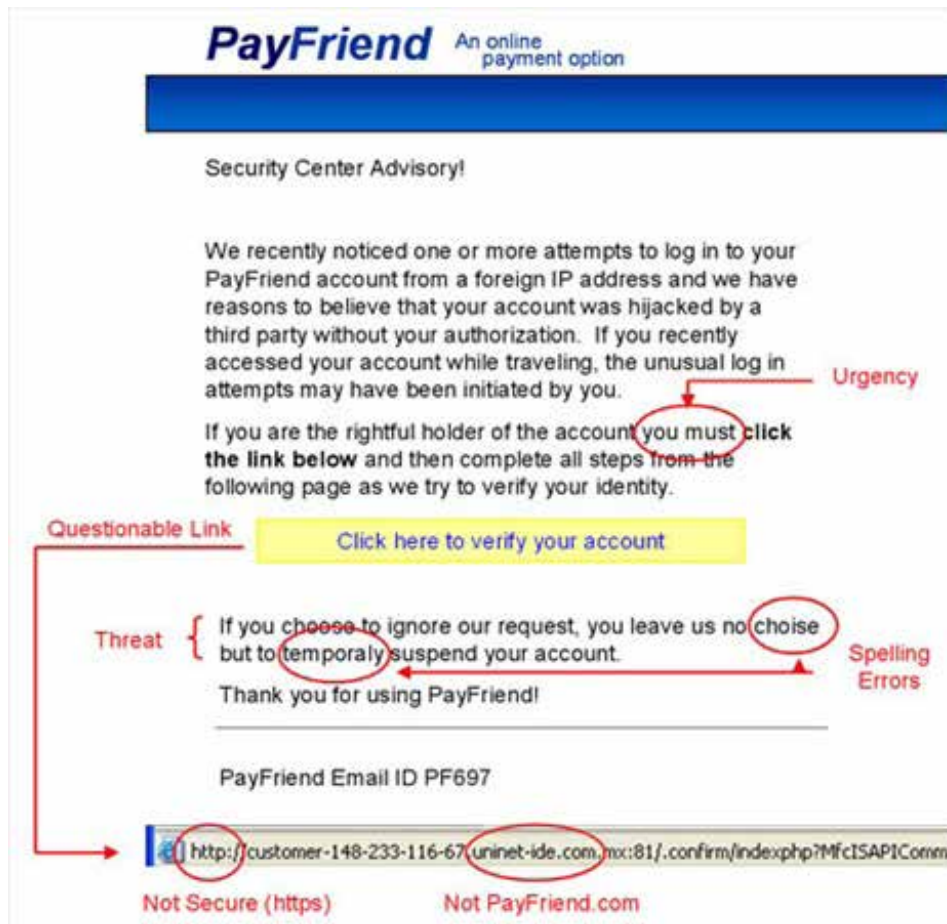 PayFriend An online
payment option
Security Center Advisory!
We recently noticed one or more attempts to log in to your
PayFriend account from a foreign IP address and we have
reasons to believe that your account was hijacked by a
third party without your authorization.  If you recently
accessed your account while traveling, the unusual log in
attempts may have been initiated by you.
Urgency
If you are the rightful holder of the account you must click
the link below and then complete all steps from the
following page as we try to verify your identity.
Questionable Link
Click here to verify your account
Threat
If you choose to ignore our request, you leave us no choise
but to temporaly suspend your account.
Spelling
Errors
Thank you for using PayFriend!
PayFriend Email ID PF697
http://customer-148-233-116-67.uninet-ide.com.mx:81/.confirm/indexphp?MfcISAPIComm
Not Secure (https)
Not PayFriend.com